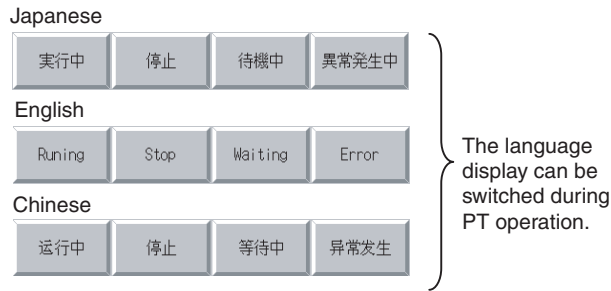 Japanese
実行中 停止 待機中 異常発生中
English
Runing Stop Waiting Error
Chinese
运行中 停止 等待中 异常发生
The language
display can be
switched during
PT operation.